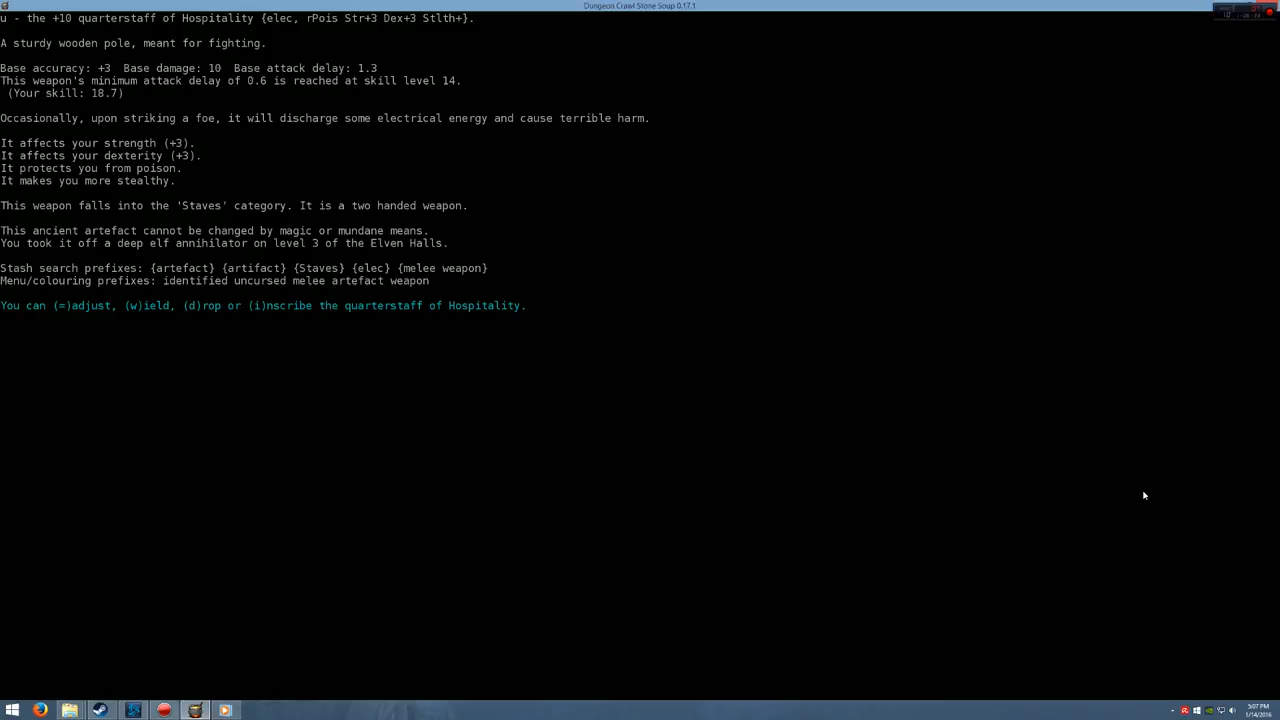 Dungeon Crawl Stone Soup 0.17.1
u - the +10 quarterstaff of Hospitality {elec, rPois Str+3 Dex+3 Stlth+}.
A sturdy wooden pole, meant for fighting.
Base accuracy: +3  Base damage: 10  Base attack delay: 1.3
This weapon's minimum attack delay of 0.6 is reached at skill level 14.
(Your skill: 18.7)
Occasionally, upon striking a foe, it will discharge some electrical energy and cause terrible harm.
It affects your strength (+3).
It affects your dexterity (+3).
It protects you from poison.
It makes you more stealthy.
This weapon falls into the 'Staves' category. It is a two handed weapon.
This ancient artefact cannot be changed by magic or mundane means.
You took it off a deep elf annihilator on level 3 of the Elven Halls.
Stash search prefixes: {artefact} {artifact} {Staves} {elec} {melee weapon}
Menu/colouring prefixes: identified uncursed melee artefact weapon
You can (=)adjust, (w)ield, (d)rop or (i)nscribe the quarterstaff of Hospitality.
5:07 PM
1/14/2016